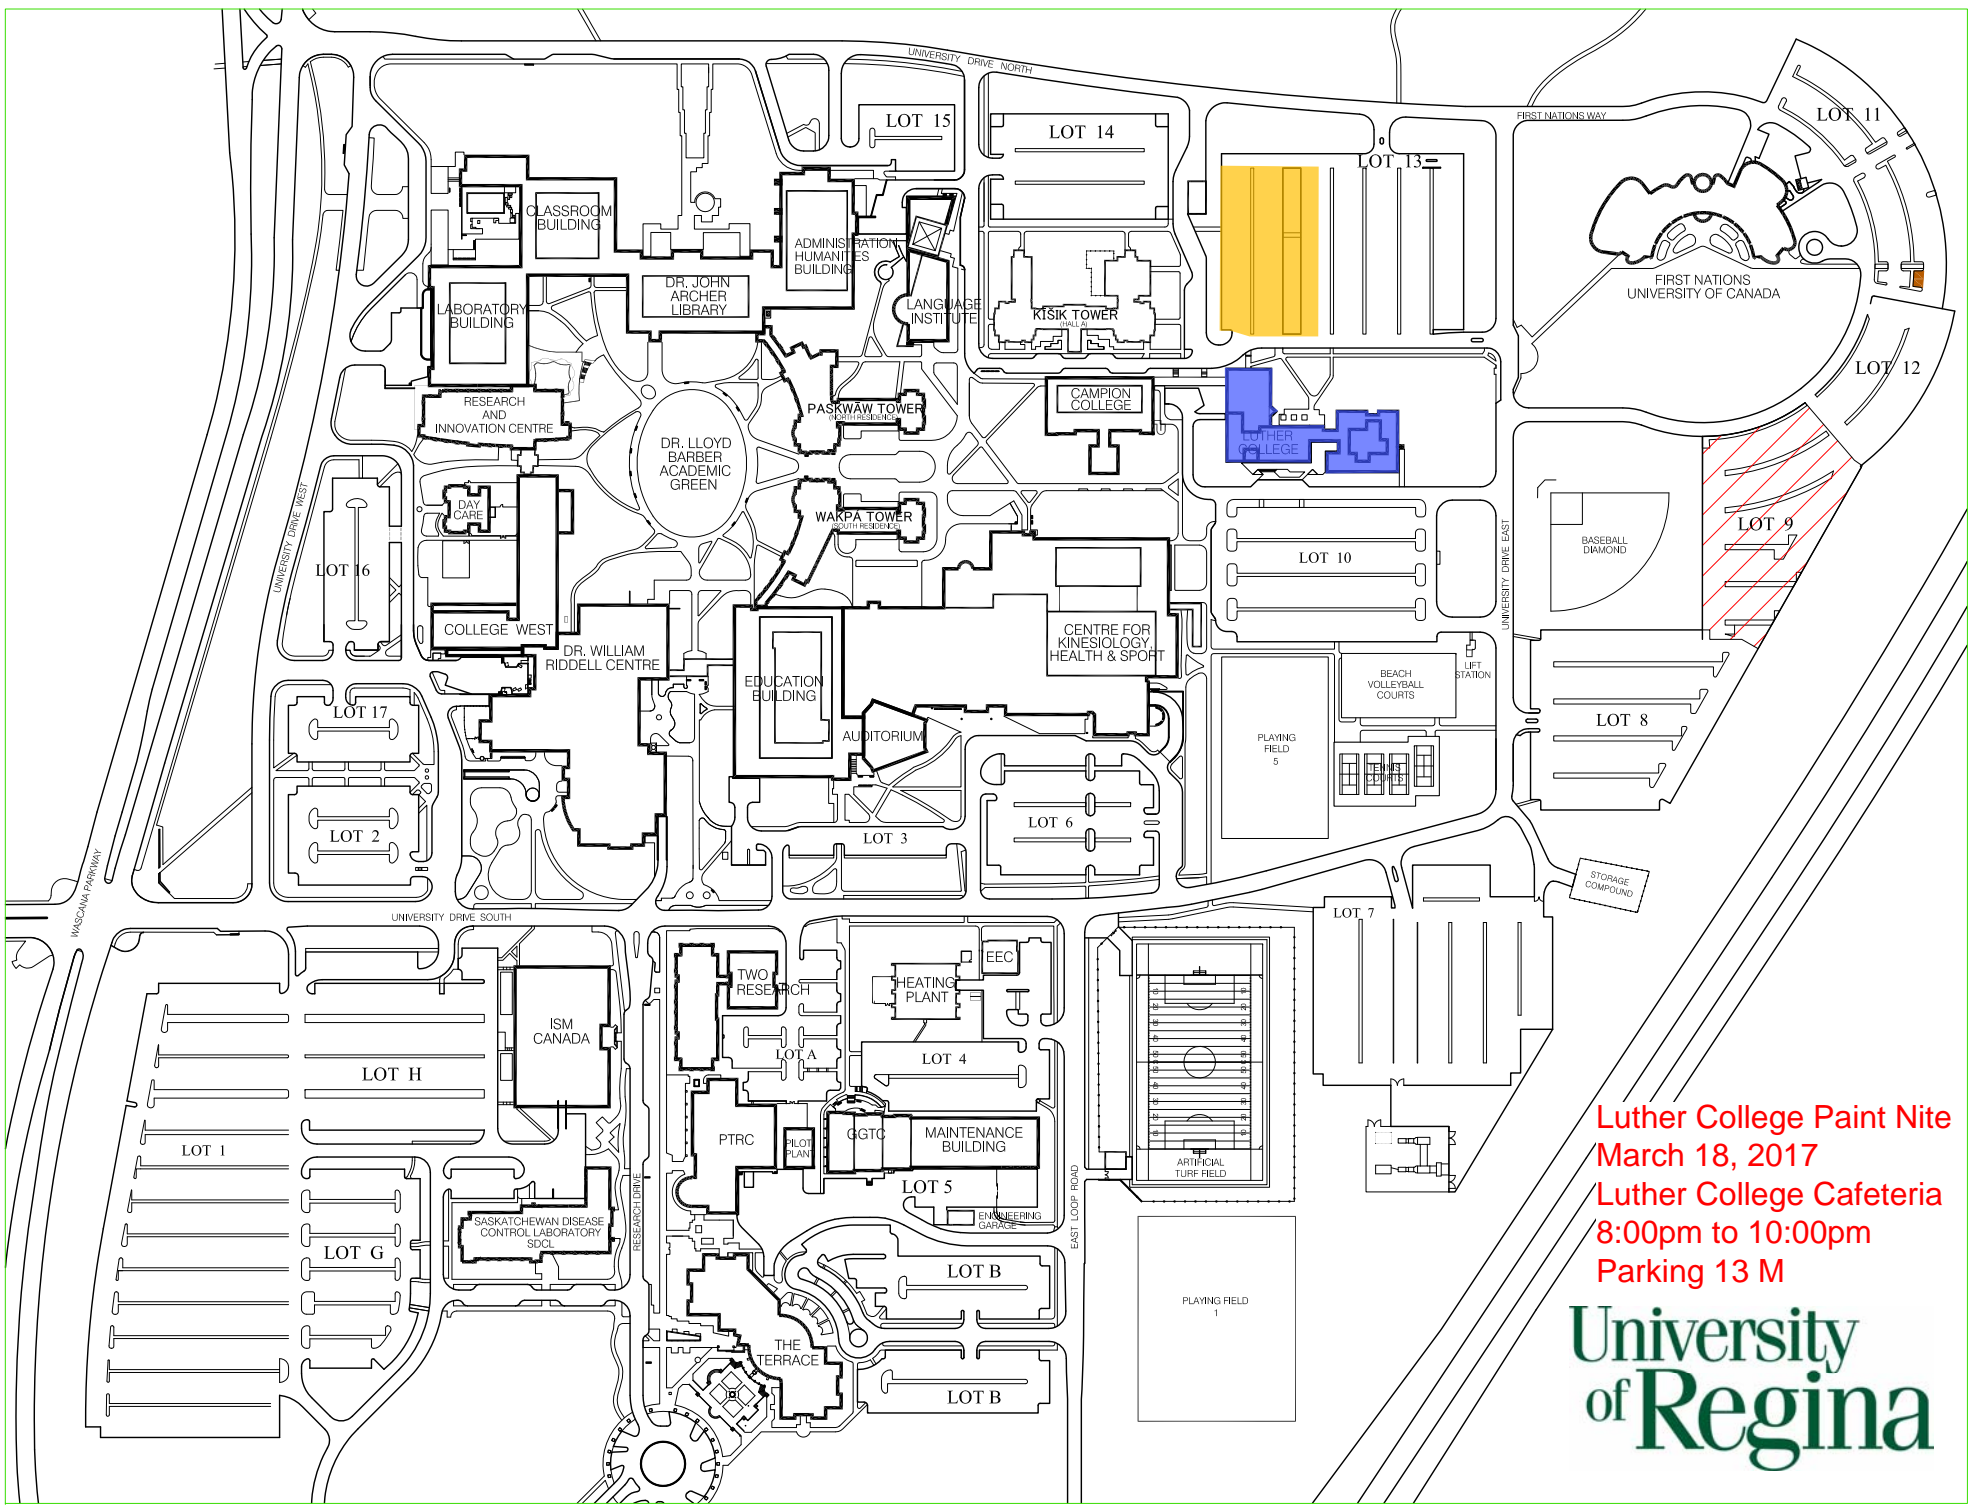 UNIVERSITY DRIVE NORTH
FIRST NATIONS WAY
LOT 11
LOT 15
LOT 14
LOT 13
CLASSROOM
BUILDING
ADMINISTRATION
HUMANITIES
BUILDING
DR. JOHN
ARCHER
LIBRARY
LABORATORY
BUILDING
LANGUAGE
INSTITUTE
KĪSIK TOWER
(HALL A)
FIRST NATIONS
UNIVERSITY OF CANADA
LOT 12
RESEARCH
AND
INNOVATION CENTRE
PASKWĀW TOWER
(NORTH RESIDENCE)
CAMPION
COLLEGE
LUTHER
COLLEGE
DR. LLOYD
BARBER
ACADEMIC
GREEN
DAY
CARE
WAKPĀ TOWER
(SOUTH RESIDENCE)
UNIVERSITY DRIVE WEST
LOT 16
LOT 10
UNIVERSITY DRIVE EAST
BASEBALL
DIAMOND
LOT 9
COLLEGE WEST
DR. WILLIAM
RIDDELL CENTRE
CENTRE FOR
KINESIOLOGY,
HEALTH & SPORT
EDUCATION
BUILDING
AUDITORIUM
BEACH
VOLLEYBALL
COURTS
LIFT
STATION
LOT 17
LOT 8
PLAYING
FIELD
5
TENNIS
COURTS
LOT 2
LOT 3
LOT 6
STORAGE
COMPOUND
WASCANA PARKWAY
UNIVERSITY DRIVE SOUTH
LOT 7
TWO
RESEARCH
HEATING
PLANT
EEC
ISM
CANADA
LOT A
LOT 4
LOT H
LOT 1
PTRC
PILOT
PLANT
GGTC
MAINTENANCE
BUILDING
ARTIFICIAL
TURF FIELD
LOT 5
ENGINEERING
GARAGE
EAST LOOP ROAD
RESEARCH DRIVE
SASKATCHEWAN DISEASE
CONTROL LABORATORY
SDCL
LOT G
LOT B
THE
TERRACE
LOT B
PLAYING FIELD
1
Luther College Paint Nite
March 18, 2017
Luther College Cafeteria
8:00pm to 10:00pm
Parking 13 M
University
of Regina